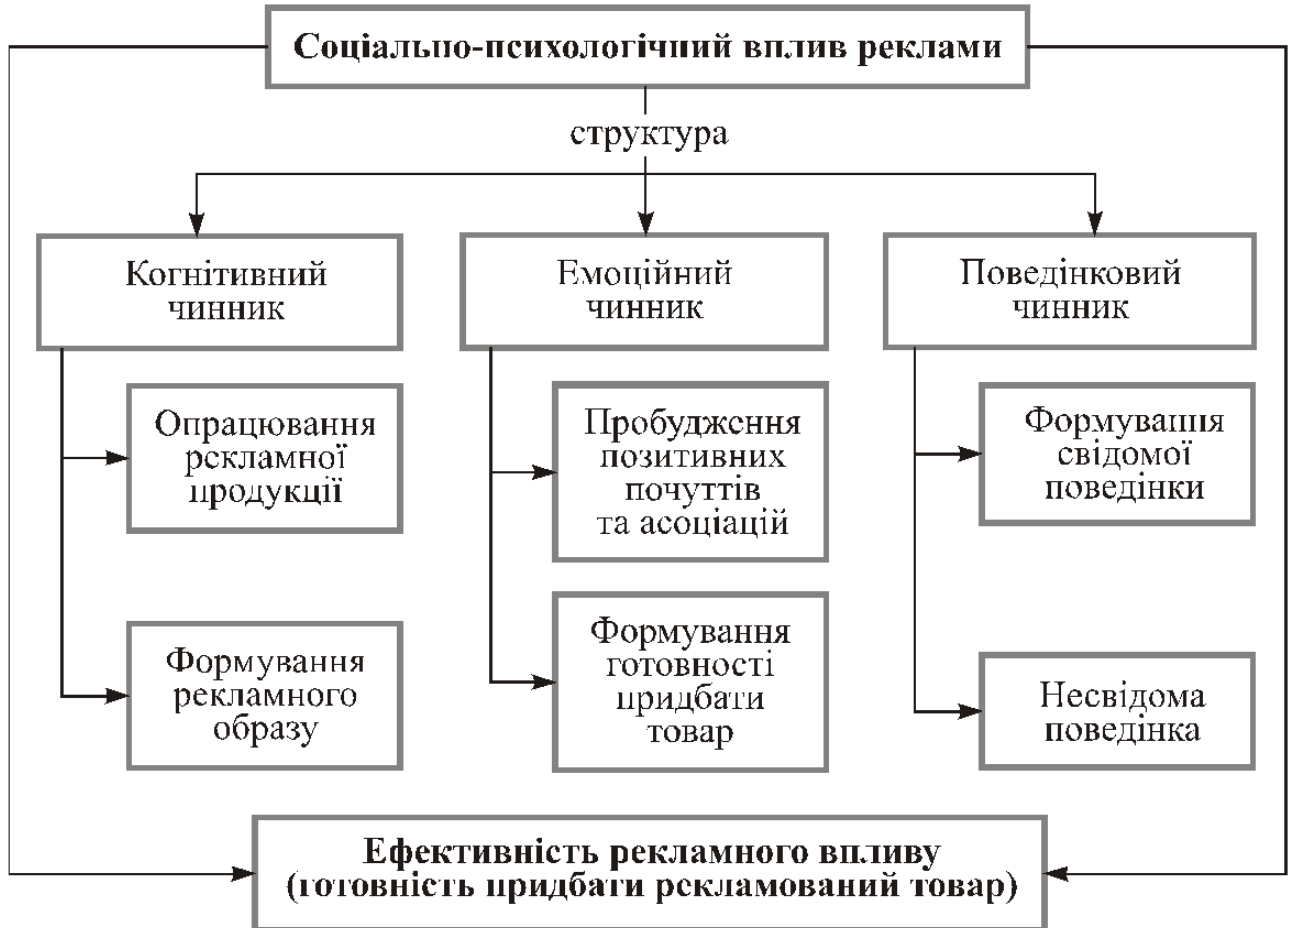 Соціально-психологічний вплив реклами
структура
Когнітивний
чинник
Емоційний
чинник
Поведінковий
чинник
Опрацювання
рекламної
продукції
Пробудження
позитивних
почуттів
та асоціацій
Формування
свідомої
поведінки
Формування
рекламного
образу
Формування
готовності
придбати
товар
Несвідома
поведінка
Ефективність рекламного впливу
(готовність придбати рекламований товар)